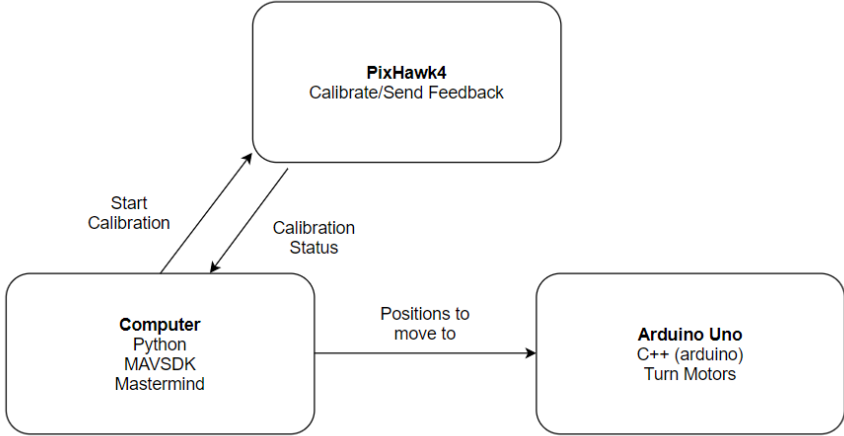 PixHawk4
Calibrate/Send Feedback
Start
Calibration
Calibration
Status
Computer
Python
MAVSDK
Mastermind
Positions to
move to
Arduino Uno
C++ (arduino)
Turn Motors